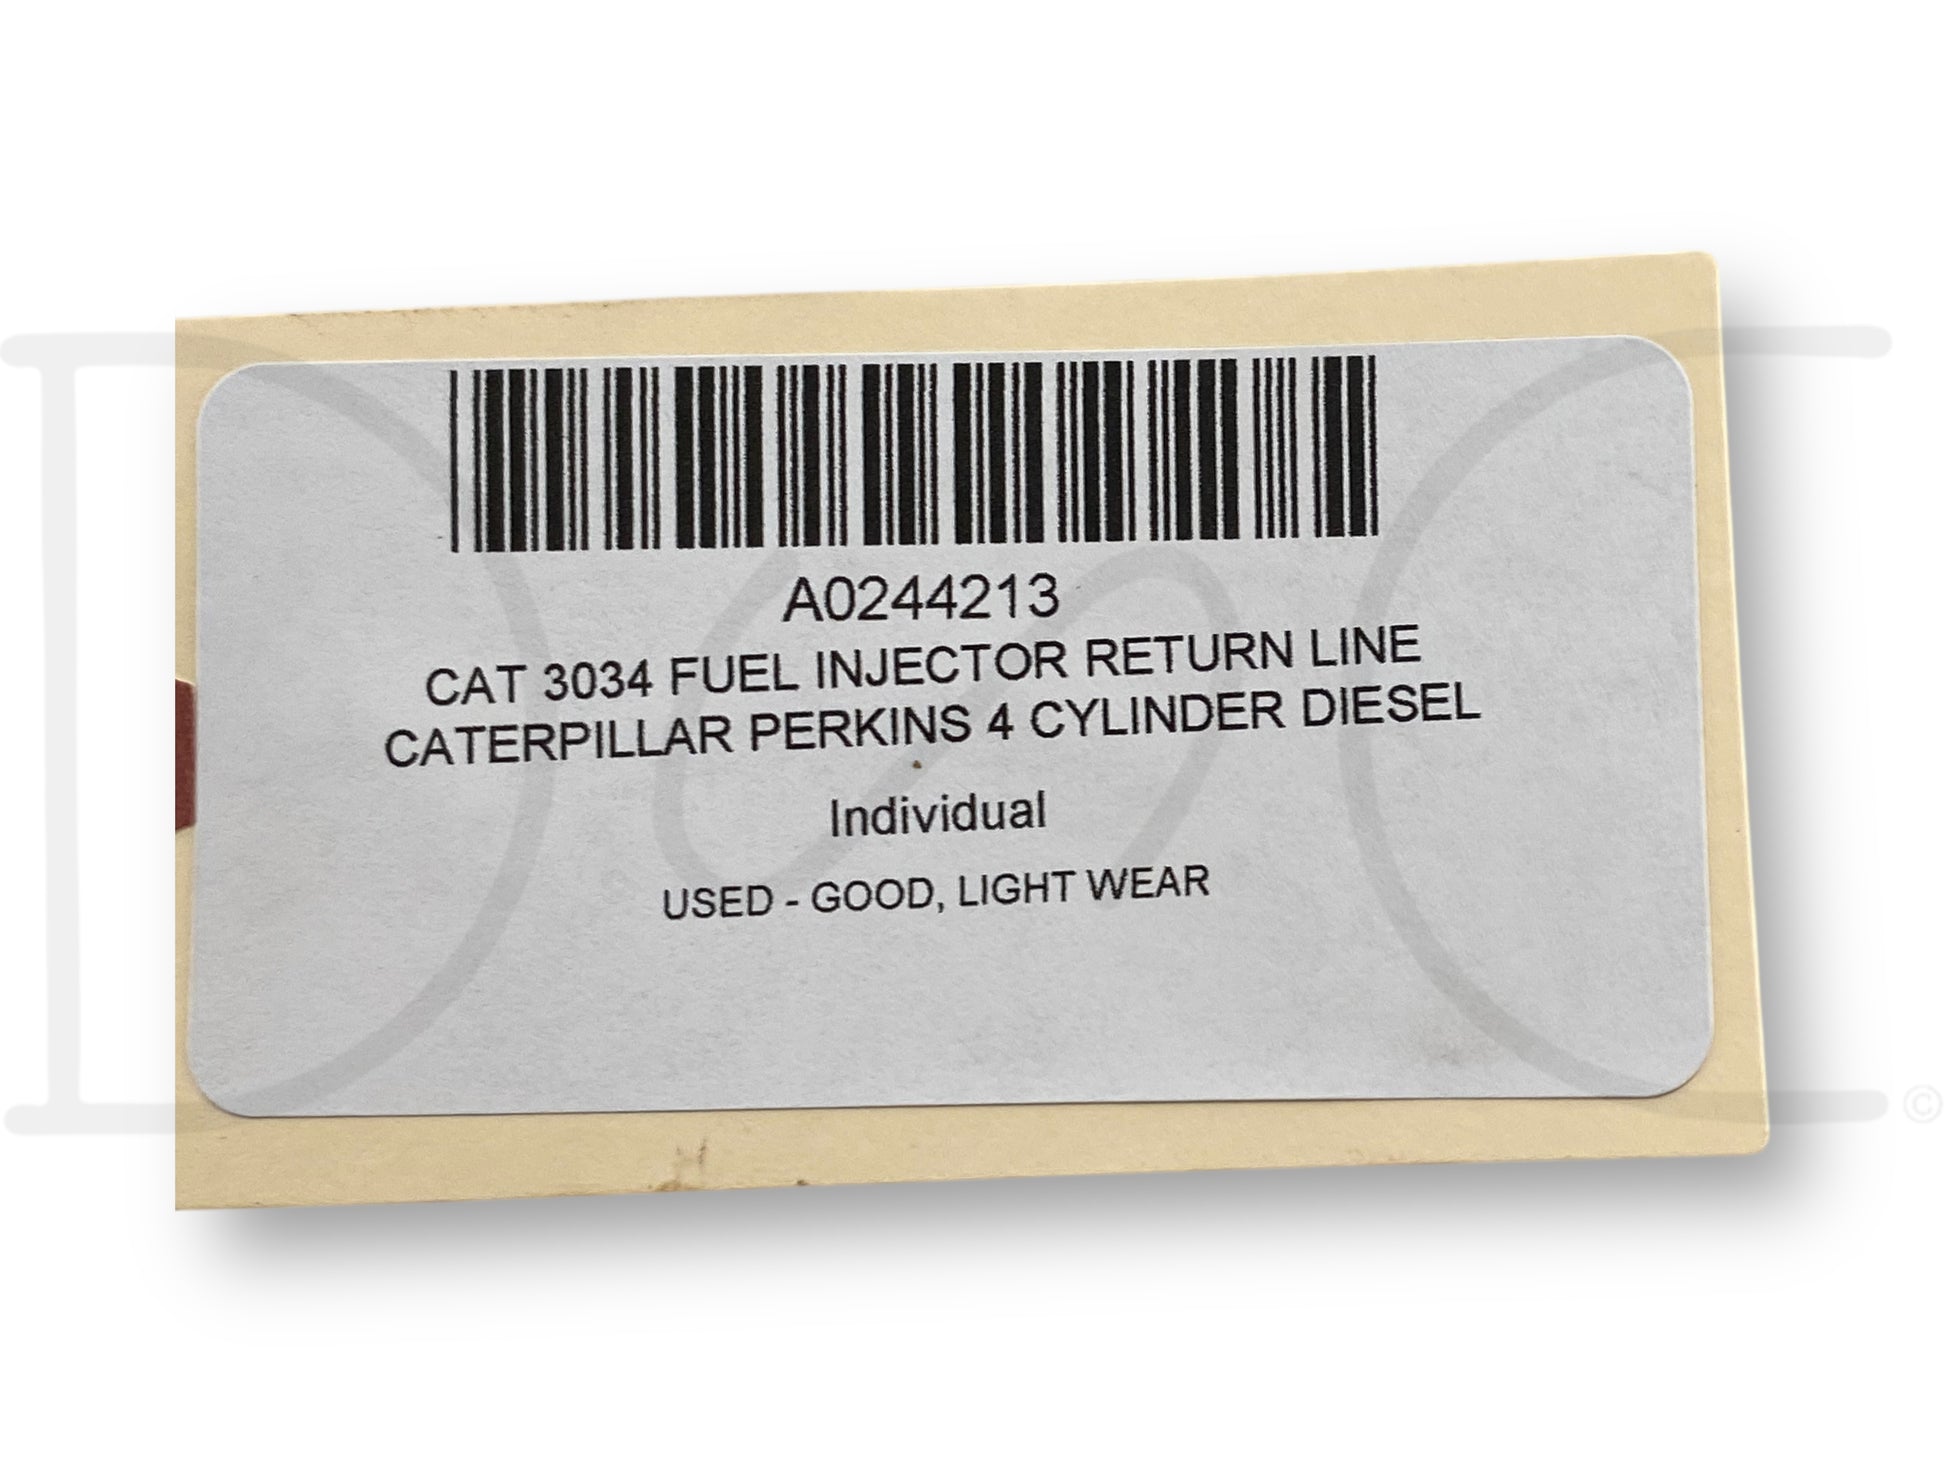 A0244213
CAT 3034 FUEL INJECTOR RETURN LINE
CATERPILLAR PERKINS 4 CYLINDER DIESEL
Individual
USED - GOOD, LIGHT WEAR
©